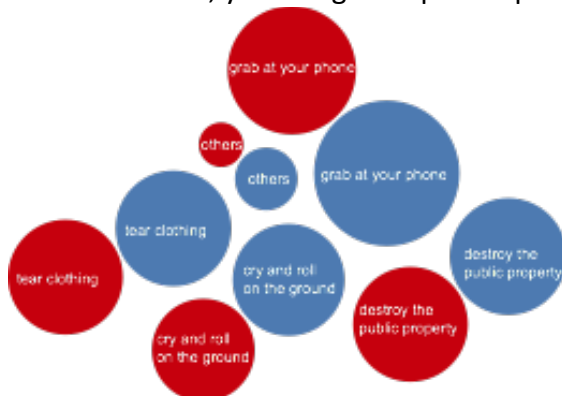 grab at your phone
others
others
grab at your phone
tear clothing
tear clothing
cry and roll
on the ground
destroy the
public property
destroy the
public property
cry and roll
on the ground